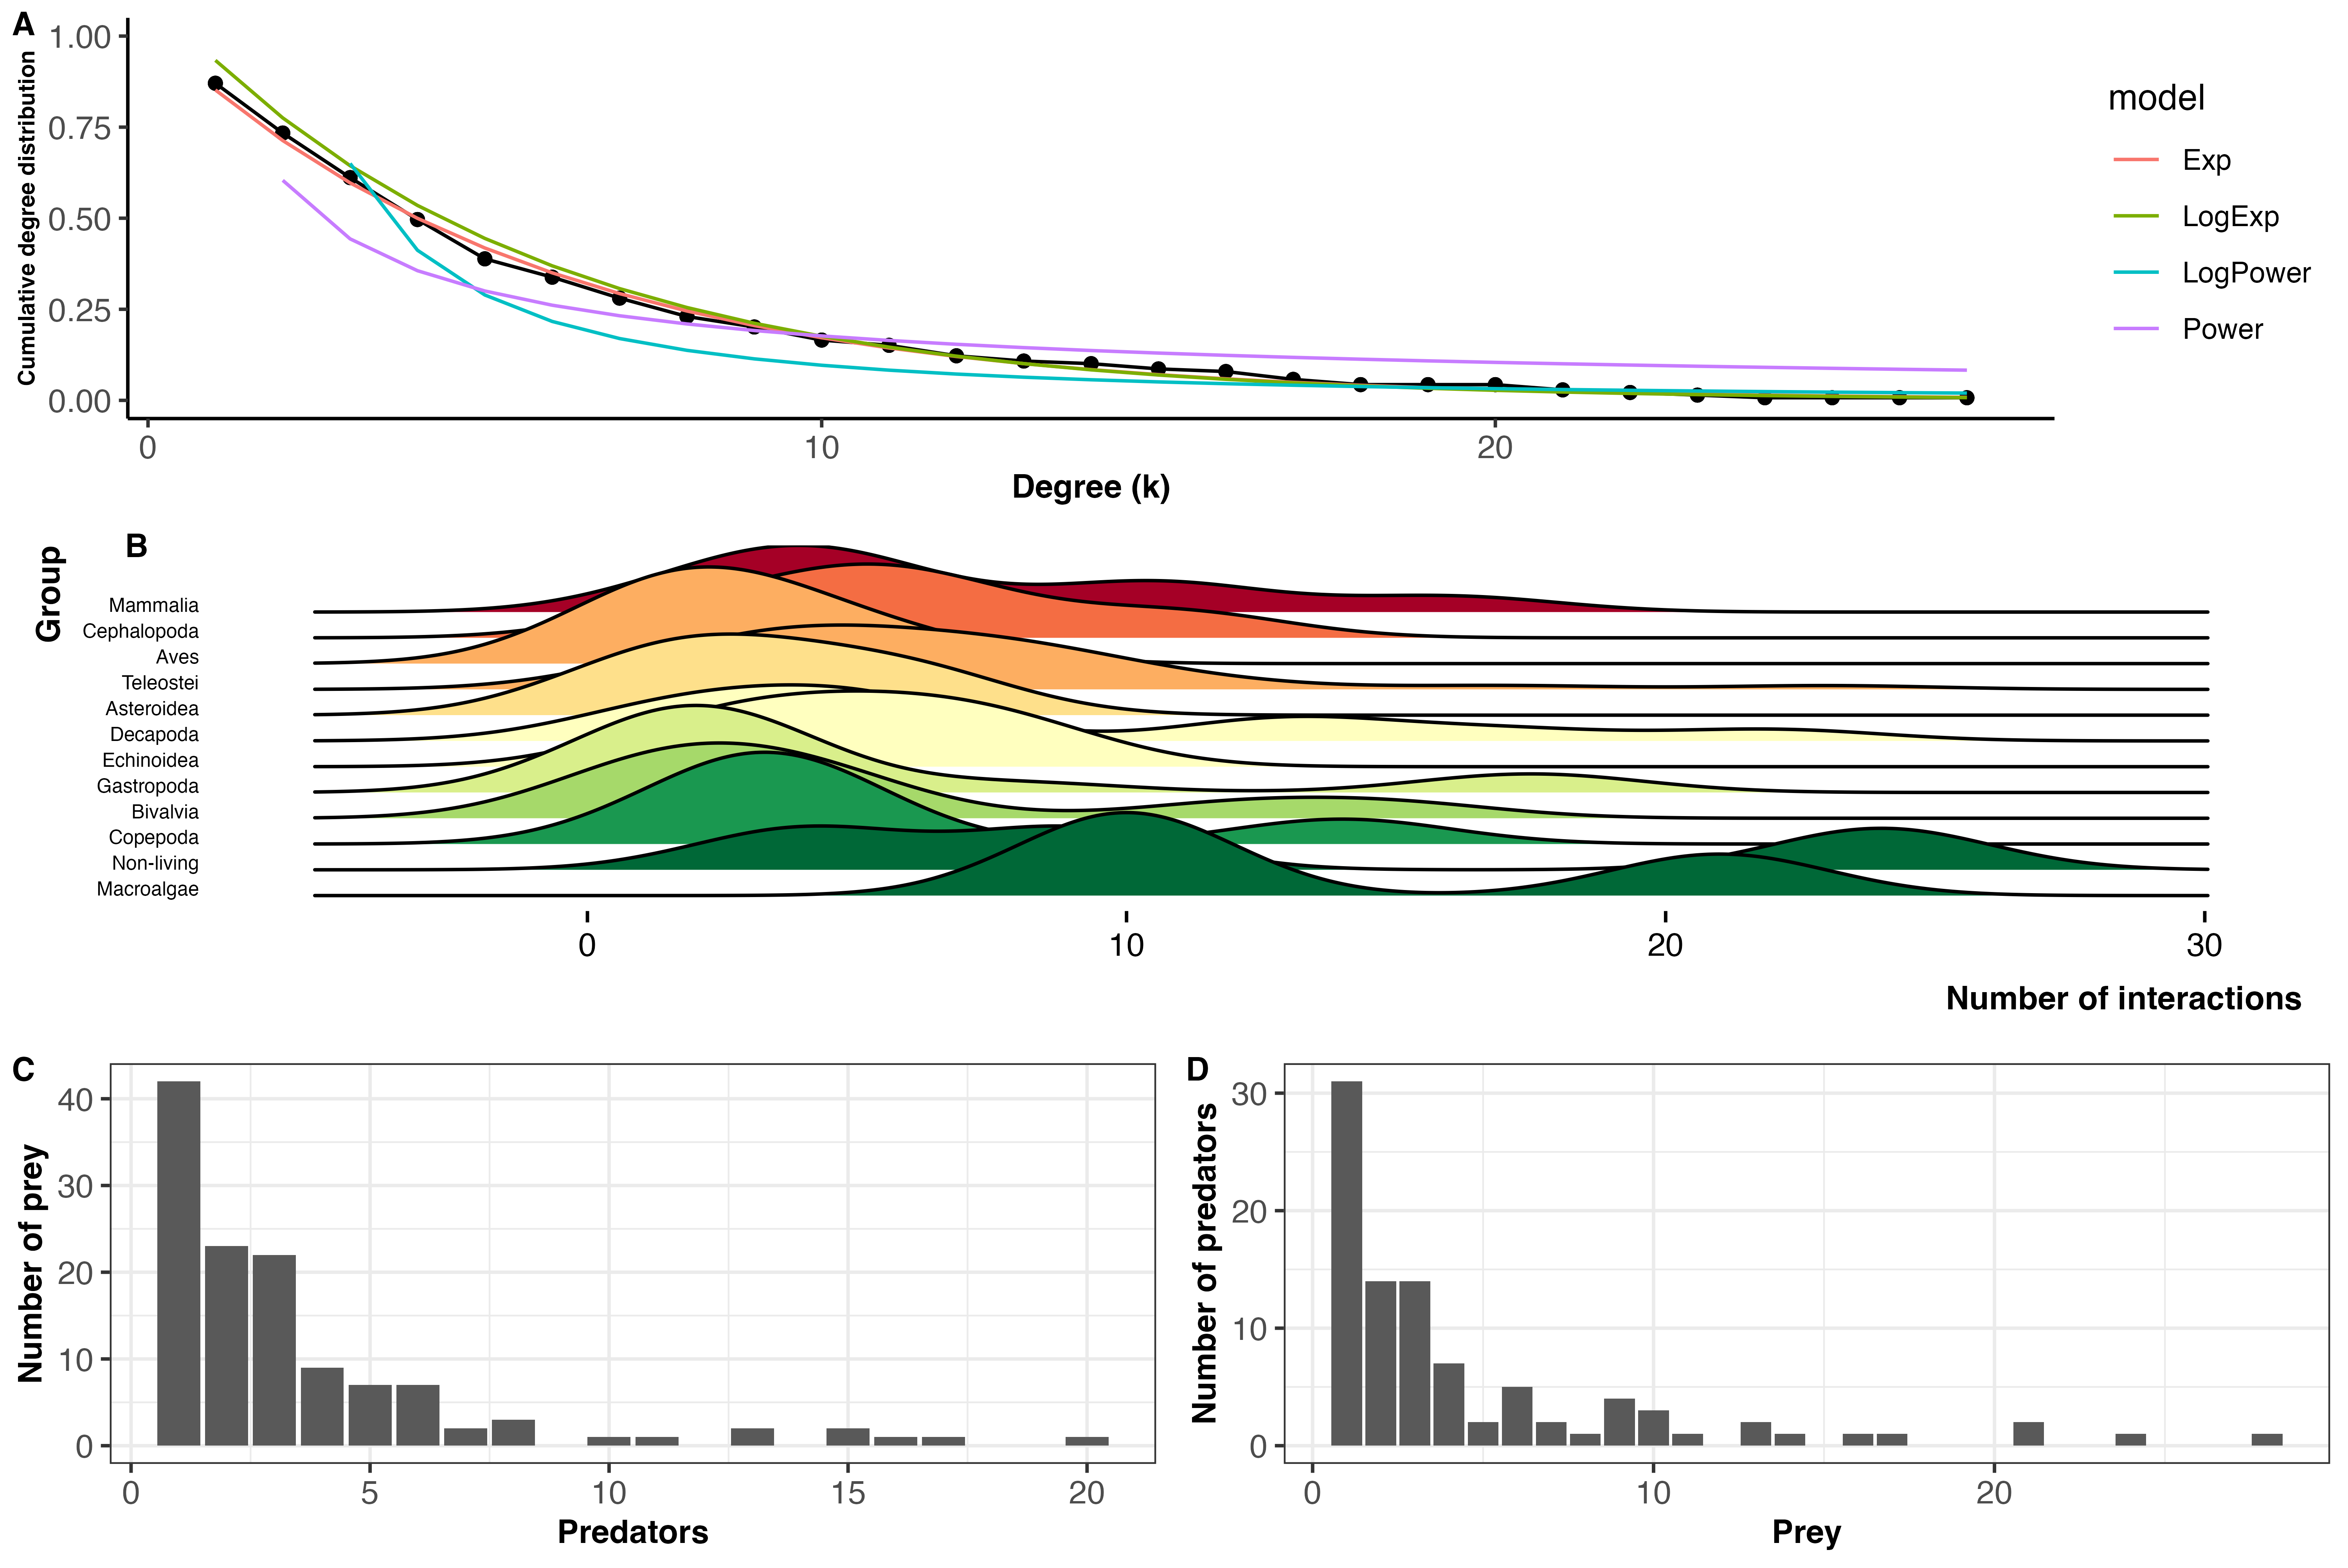 A
Cumulative degree distribution
1.00
0.75
0.50
0.25
0.00
0
10
20
Degree (k)
model
Exp
LogExp
LogPower
Power
B
Group
Mammalia
Cephalopoda
Aves
Teleostei
Asteroidea
Decapoda
Echinoidea
Gastropoda
Bivalvia
Copepoda
Non-living
Macroalgae
0
10
20
30
Number of interactions
C
Number of prey
40
30
20
10
0
0
5
10
15
20
Predators
D
Number of predators
30
20
10
0
0
10
20
Prey